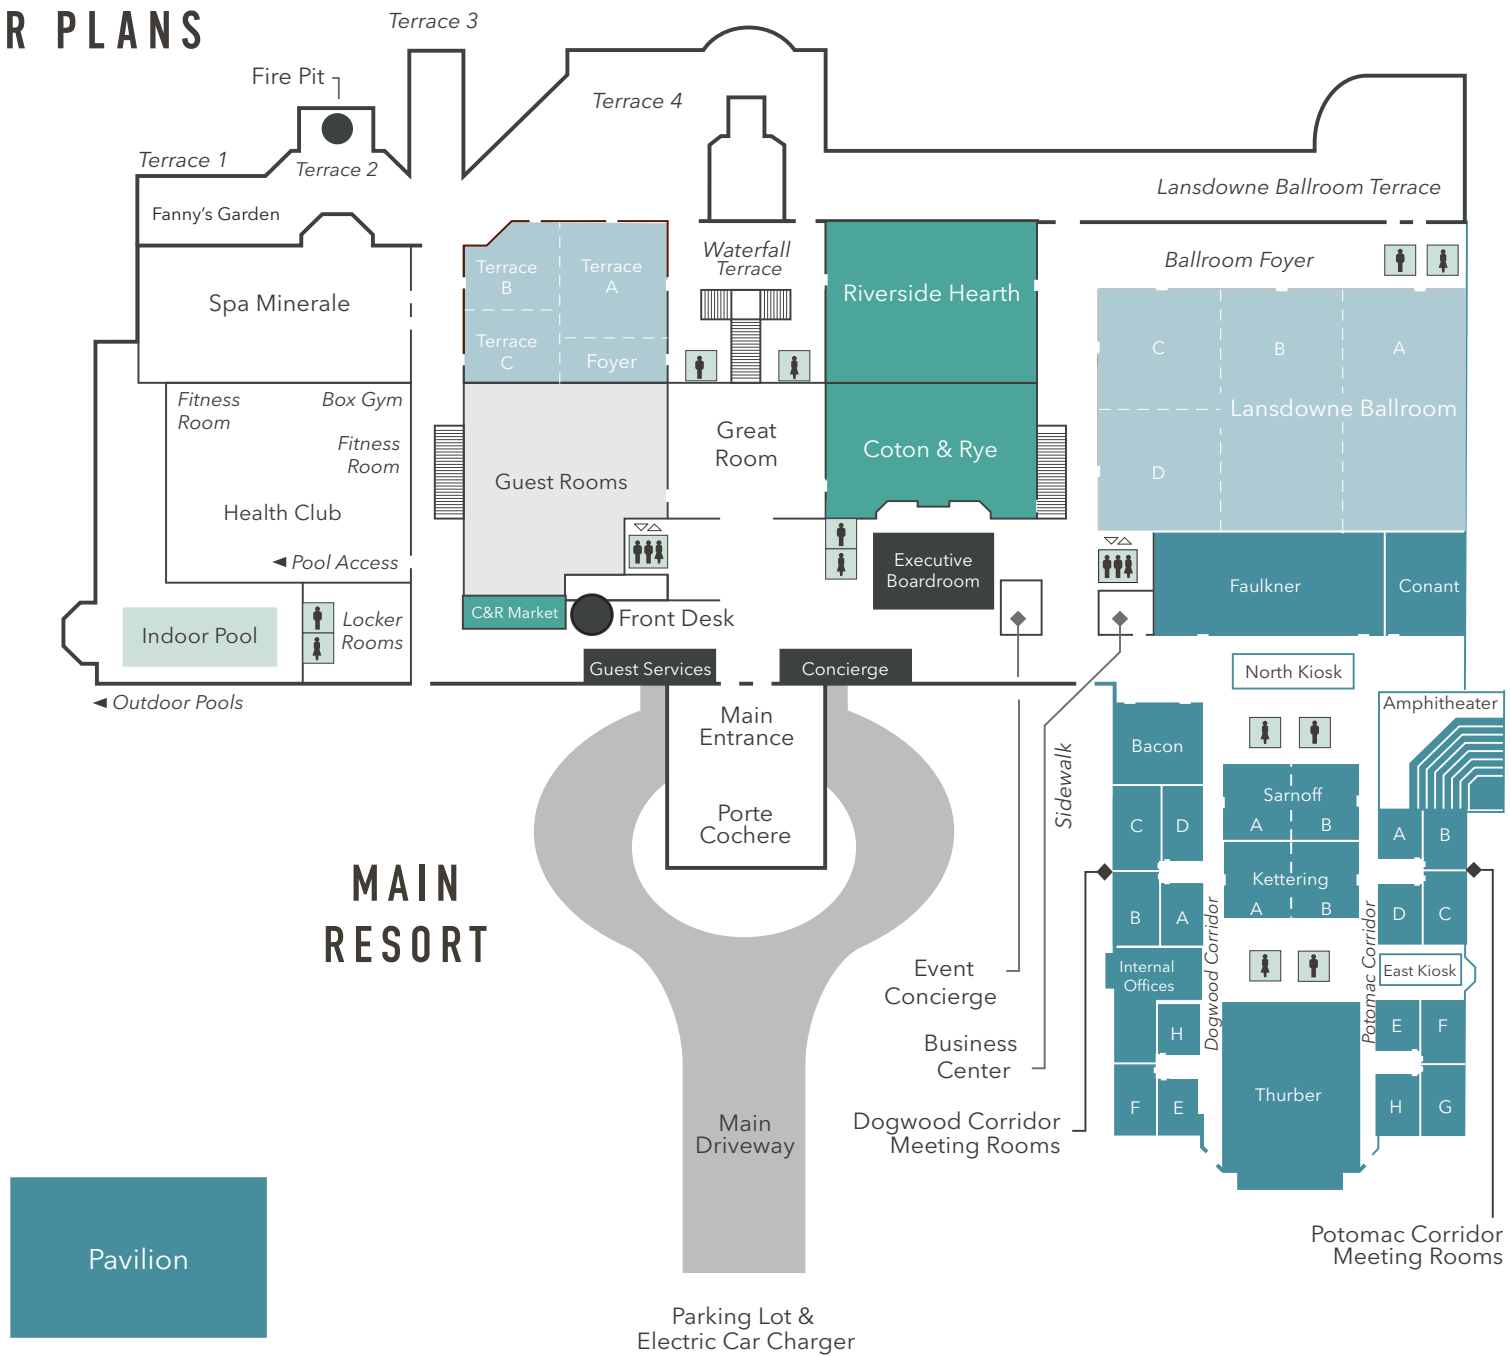 R PLANS
Terrace 3
Fire Pit
Terrace 4
Terrace 1
Terrace 2
Lansdowne Ballroom Terrace
Fanny's Garden
Waterfall
Terrace
Ballroom Foyer
Terrace
B
Terrace
A
Spa Minerale
Riverside Hearth
Terrace
C
Foyer
C
B
A
Lansdowne Ballroom
D
Fitness
Room
Box Gym
Fitness
Room
Great
Room
Coton & Rye
Guest Rooms
Health Club
Pool Access
Executive
Boardroom
Faulkner
Conant
C&R Market
Front Desk
Indoor Pool
Locker
Rooms
Guest Services
Concierge
North Kiosk
Outdoor Pools
Main
Entrance
Amphitheater
Bacon
Sidewalk
Porte
Cochere
Sarnoff
A
B
C
D
A
B
MAIN
RESORT
Kettering
A
B
B
A
D
C
Dogwood Corridor
Potomac Corridor
Internal
Offices
East Kiosk
Event
Concierge
H
E
F
Business
Center
Thurber
F
E
H
G
Dogwood Corridor
Meeting Rooms
Main
Driveway
Potomac Corridor
Meeting Rooms
Pavilion
Parking Lot &
Electric Car Charger